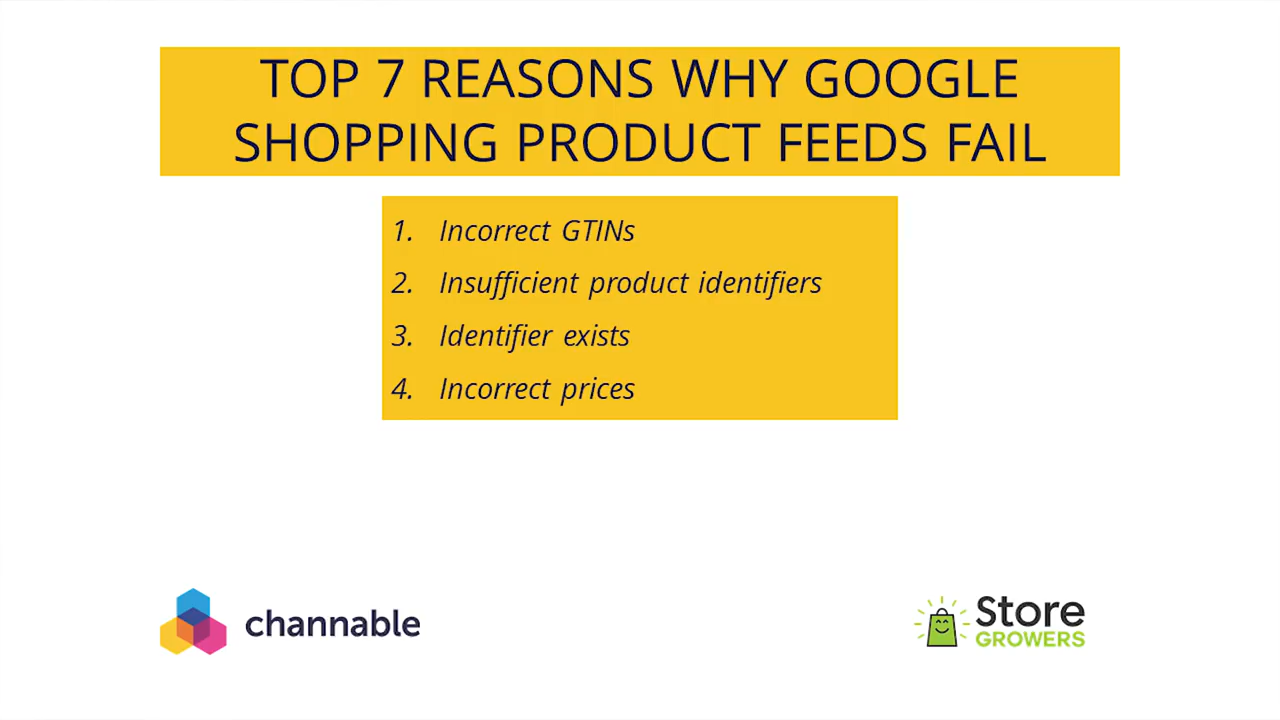 TOP 7 REASONS WHY GOOGLE
SHOPPING PRODUCT FEEDS FAIL
1. Incorrect GTINs
2. Insufficient product identifiers
3. Identifier exists
4. Incorrect prices
channable
Store
GROWERS